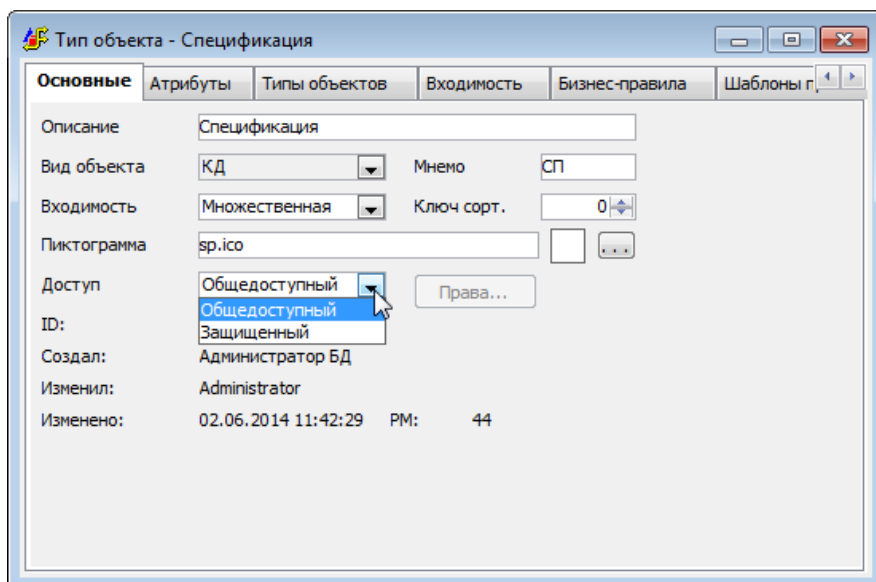 Тип объекта - Спецификация
Основные Атрибуты Типы объектов Входимость Бизнес-правила Шаблоны
Описание Спецификация
Вид объекта КД Мнемо СП
Входимость Множественная Ключ сорт. 0
Пиктограмма sp.ico ...
Доступ Общедоступный Права...
Общедоступный
ID: Защищенный
Создал: Администратор БД
Изменил: Administrator
Изменено: 02.06.2014 11:42:29 РМ: 44